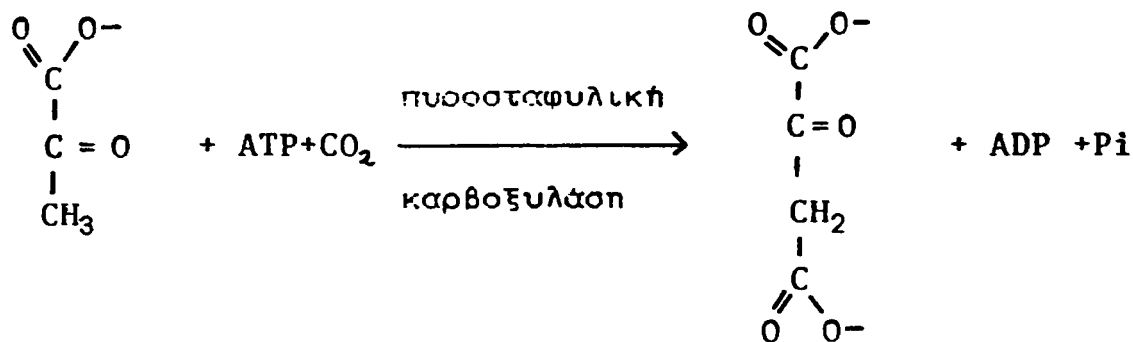 O O-
C
C = O + ATP+CO₂
CH₃
πυροσταφυλική
καρβοξυλάση
O O-
C
C=O + ADP +Pi
CH₂
C
O O-